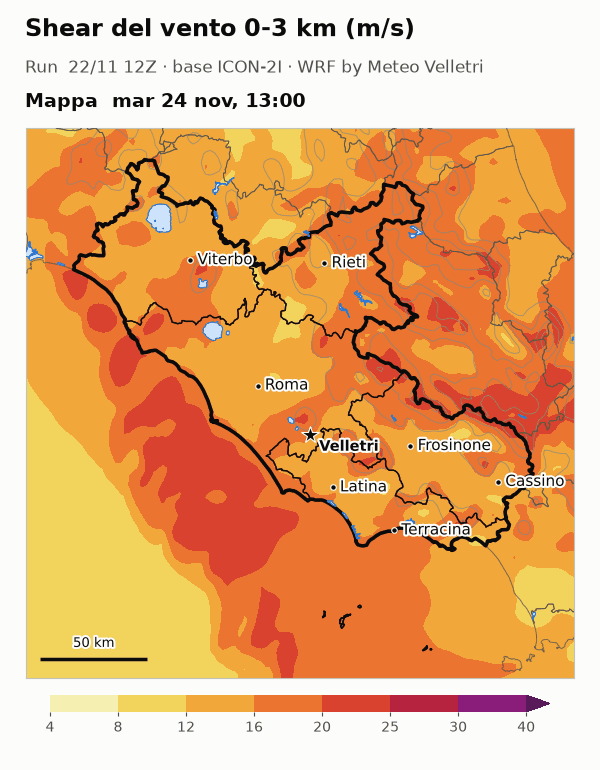 Shear del vento 0-3 km (m/s)
Run  22/11 12Z · base ICON-2I · WRF by Meteo Velletri
Mappa  mar 24 nov, 13:00
Viterbo
Rieti
Roma
Velletri
Frosinone
Latina
Cassino
Terracina
50 km
4 8 12 16 20 25 30 40